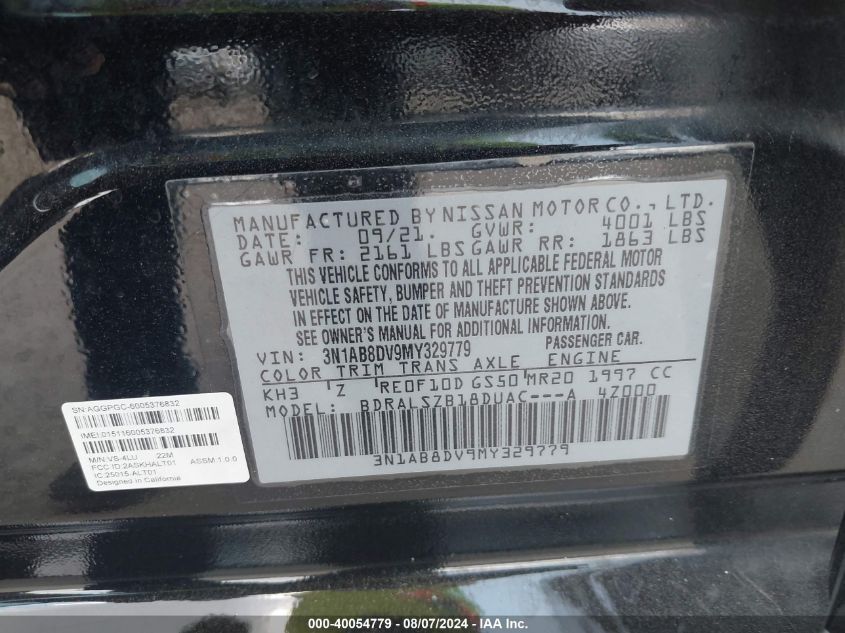 MANUFACTURED BY NISSAN MOTOR CO., LTD.
DATE: 09/21. GVWR: 4001 LBS
GAWR FR: 2161 LBS GAWR RR: 1863 LBS
THIS VEHICLE CONFORMS TO ALL APPLICABLE FEDERAL MOTOR
VEHICLE SAFETY, BUMPER AND THEFT PREVENTION STANDARDS
IN EFFECT ON THE DATE OF MANUFACTURE SHOWN ABOVE.
SEE OWNER'S MANUAL FOR ADDITIONAL INFORMATION.
VIN: 3N1AB8DV9MY329779 PASSENGER CAR.
COLOR TRIM TRANS AXLE ENGINE
KH3 Z RE0F10D GS50 MR20 1997 CC
MODEL: BDRALSZB18DUAC---A 4Z000
3N1AB8DV9MY329779
SN:AGGPGC-6005376832
IMEI:015116005376832
M/N:VS-4LU 22M
FCC ID:2ASKHALT01 ASSM 1.0.0
IC:25015-ALT01
Designed in California
000-40054779 - 08/07/2024 - IAA Inc.